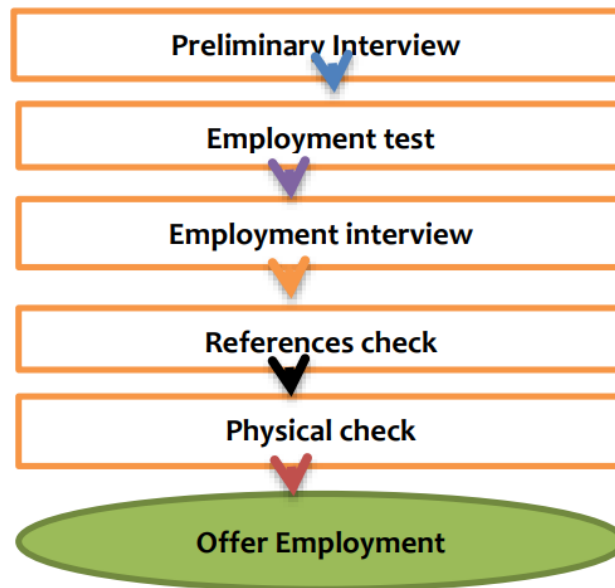 Preliminary Interview
Employment test
Employment interview
References check
Physical check
Offer Employment